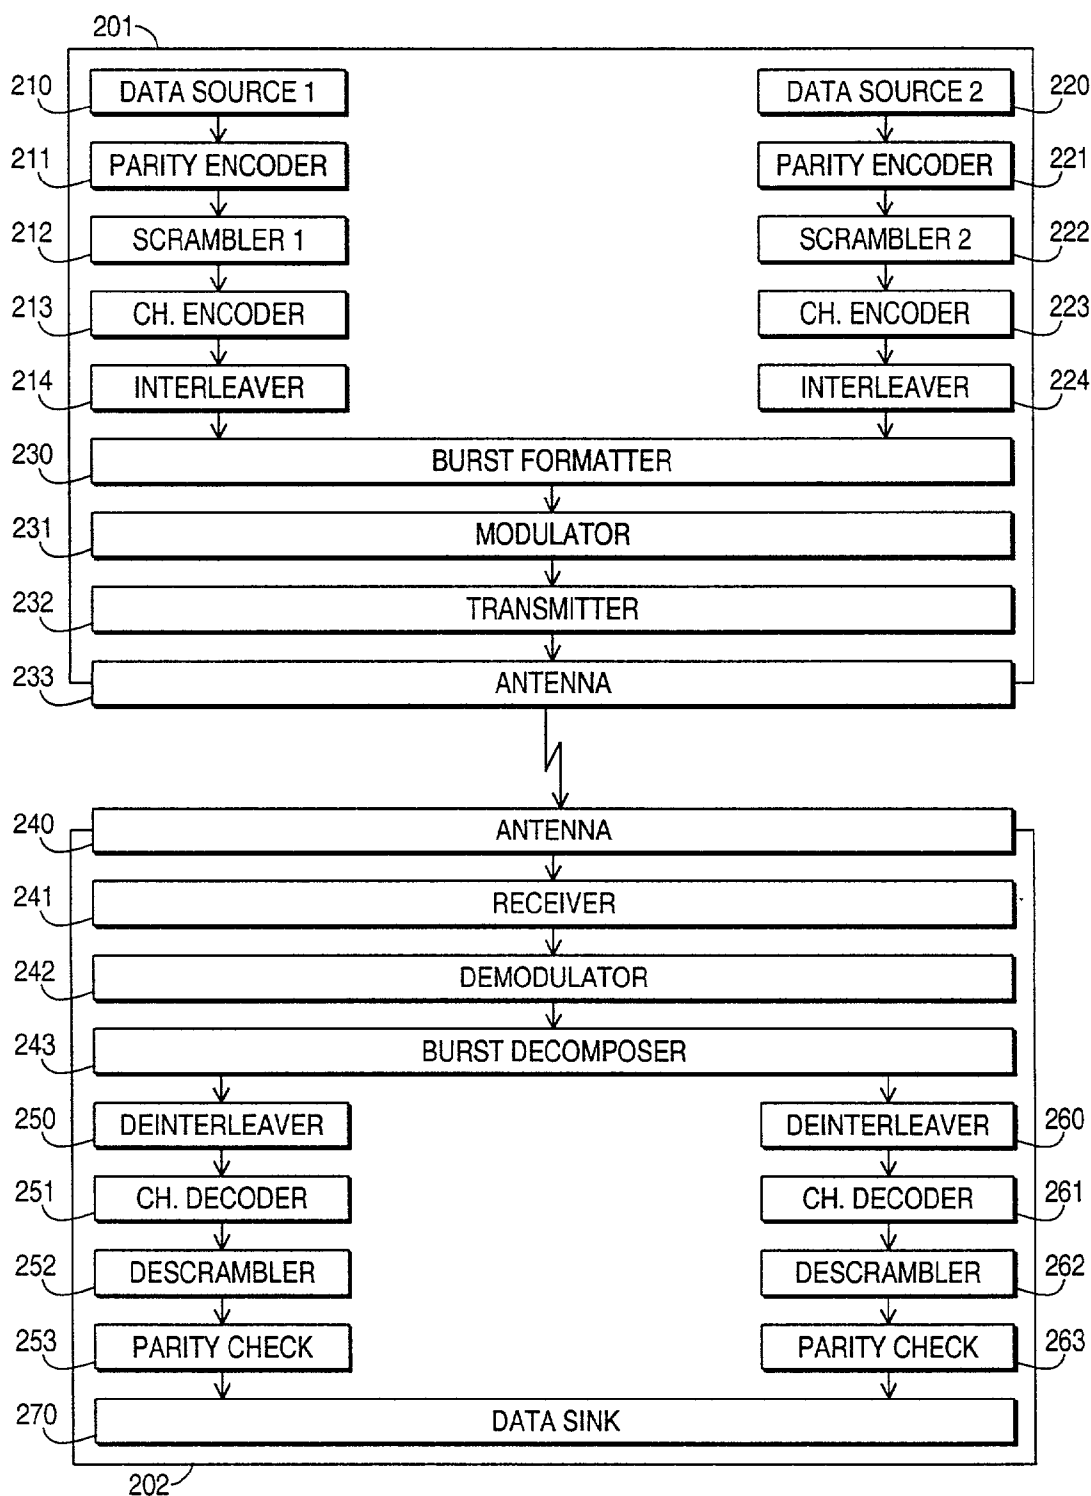 201
210 DATA SOURCE 1 DATA SOURCE 2 220
211 PARITY ENCODER PARITY ENCODER 221
212 SCRAMBLER 1 SCRAMBLER 2 222
213 CH. ENCODER CH. ENCODER 223
214 INTERLEAVER INTERLEAVER 224
230 BURST FORMATTER
231 MODULATOR
232 TRANSMITTER
233 ANTENNA
240 ANTENNA
241 RECEIVER
242 DEMODULATOR
243 BURST DECOMPOSER
250 DEINTERLEAVER DEINTERLEAVER 260
251 CH. DECODER CH. DECODER 261
252 DESCRAMBLER DESCRAMBLER 262
253 PARITY CHECK PARITY CHECK 263
270 DATA SINK
202